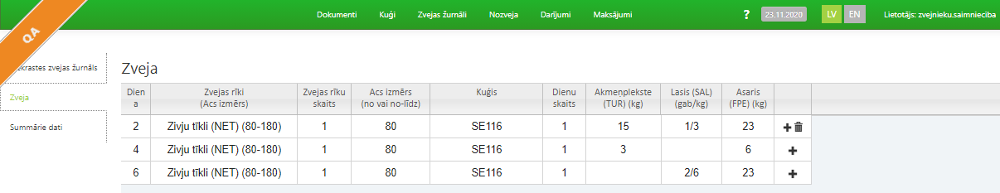 Dokumenti Kuģi Zvejas žurnāli Nozveja Darījumi Maksājumi ? 23.11.2020 LV EN Lietotājs: zvejnieku.saimnieciba
QA
ekrastes zvejas žurnāls
Zveja
Summārie dati
Zveja
Dien Zvejas rīki Zvejas rīku Acs izmērs Kuģis Dienu Akmeņplekste Lasis (SAL) Asaris
a (Acs izmērs) skaits (no vai no-līdz) skaits (TUR) (kg) (gab/kg) (FPE) (kg)
2 Zivju tīkli (NET) (80-180) 1 80 SE116 1 15 1/3 23
4 Zivju tīkli (NET) (80-180) 1 80 SE116 1 3 6
6 Zivju tīkli (NET) (80-180) 1 80 SE116 1 2/6 23